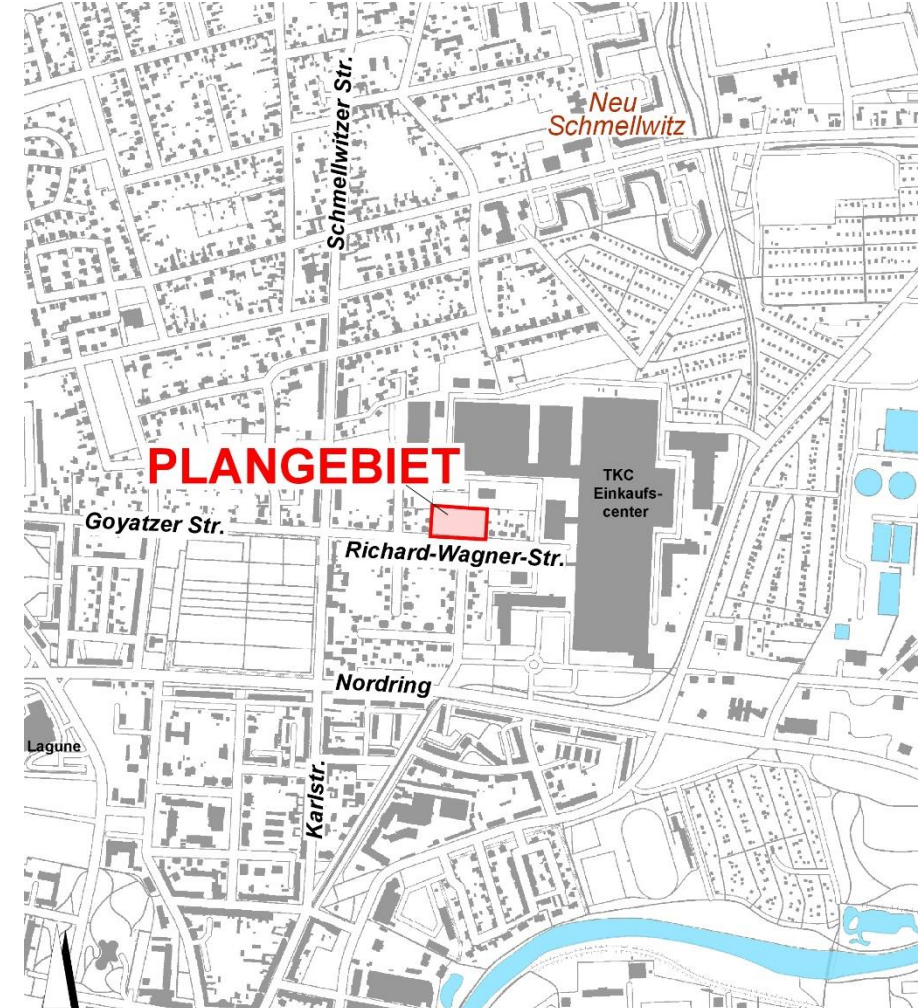 Neu
Schmellwitz
Schmellwitzer Str.
PLANGEBIET
TKC
Einkaufs-
center
Goyatzer Str.
Richard-Wagner-Str.
Nordring
Lagune
Karlstr.